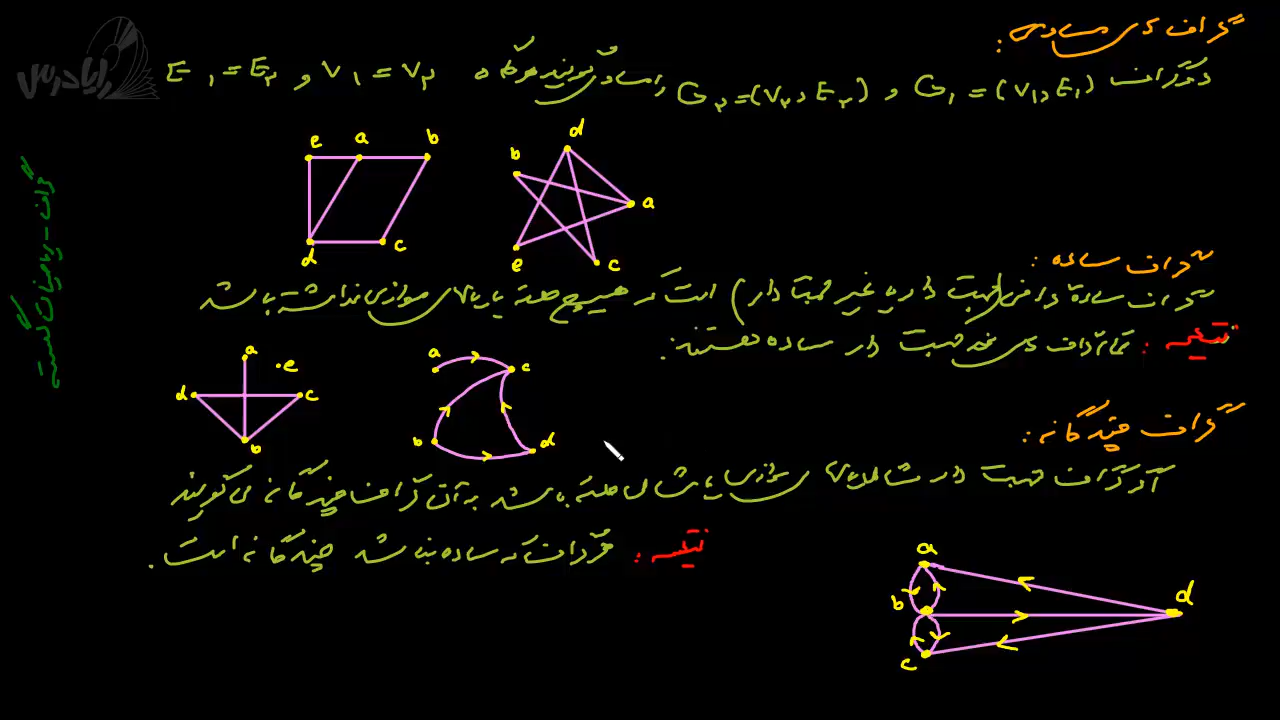 گراف های مساوی :
دو گراف G₁ = (V₁, E₁) و G₂ = (V₂, E₂) را مساوی گویند هرگاه V₁ = V₂ و E₁ = E₂
e a b d c
d b a e c
گراف ساده :
گراف ساده گرافی (جهت دار یا غیر جهت دار) است که هیچ حلقه یا یال موازی نداشته باشد
نتیجه : تمام گراف های غیر جهت دار ساده هستند.
a e d c b
a c b d
گراف چندگانه :
اگر گراف جهت دار شامل یال موازی یا شامل حلقه باشد به آن گراف چندگانه می گویند
نتیجه : هر گراف که ساده نباشد چندگانه است.
a b c d
گراف - ریاضیات گسسته
رایادرس